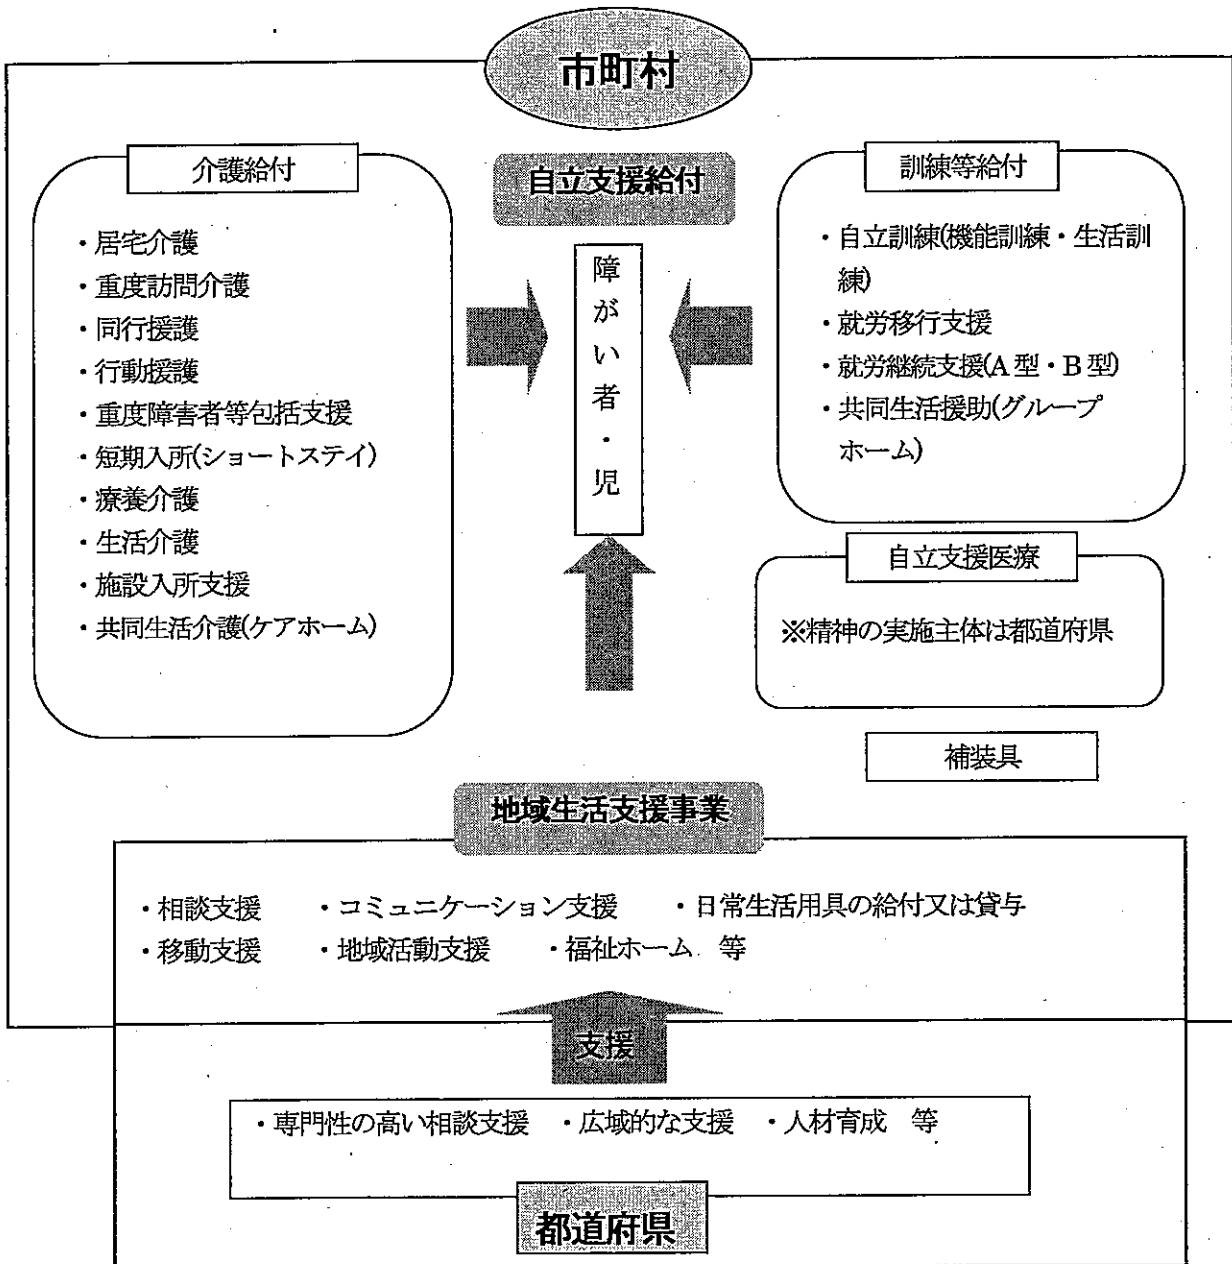 市町村
介護給付
・居宅介護
・重度訪問介護
・同行援護
・行動援護
・重度障害者等包括支援
・短期入所(ショートステイ)
・療養介護
・生活介護
・施設入所支援
・共同生活介護(ケアホーム)
自立支援給付
障がい者・児
訓練等給付
・自立訓練(機能訓練・生活訓
練)
・就労移行支援
・就労継続支援(A型・B型)
・共同生活援助(グループ
ホーム)
自立支援医療
※精神の実施主体は都道府県
補装具
地域生活支援事業
・相談支援 ・コミュニケーション支援 ・日常生活用具の給付又は貸与
・移動支援 ・地域活動支援 ・福祉ホーム 等
支援
・専門性の高い相談支援 ・広域的な支援 ・人材育成 等
都道府県